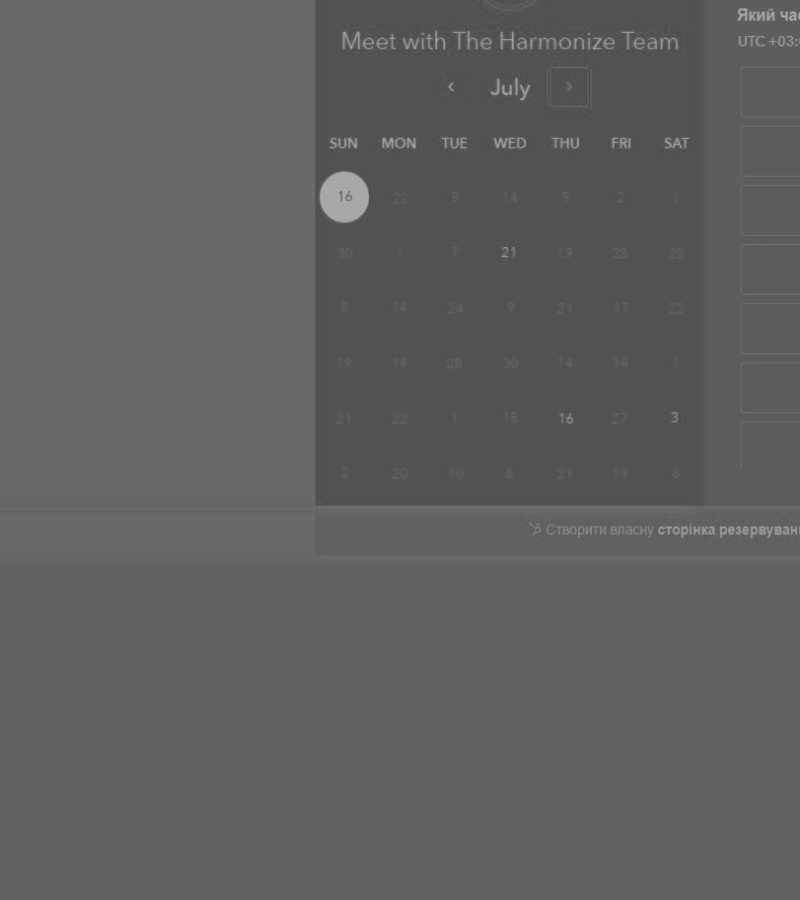 Meet with The Harmonize Team
Який
UTC +03:
July
SUN MON TUE WED THU FRI SAT
16 22 9 14 9 2 1
30 1 7 21 19 28 22
8 14 24 9 21 17 22
19 14 28 30 14 14 1
21 22 1 15 16 27 3
2 20 10 6 21 19 8
Створити власну сторінка